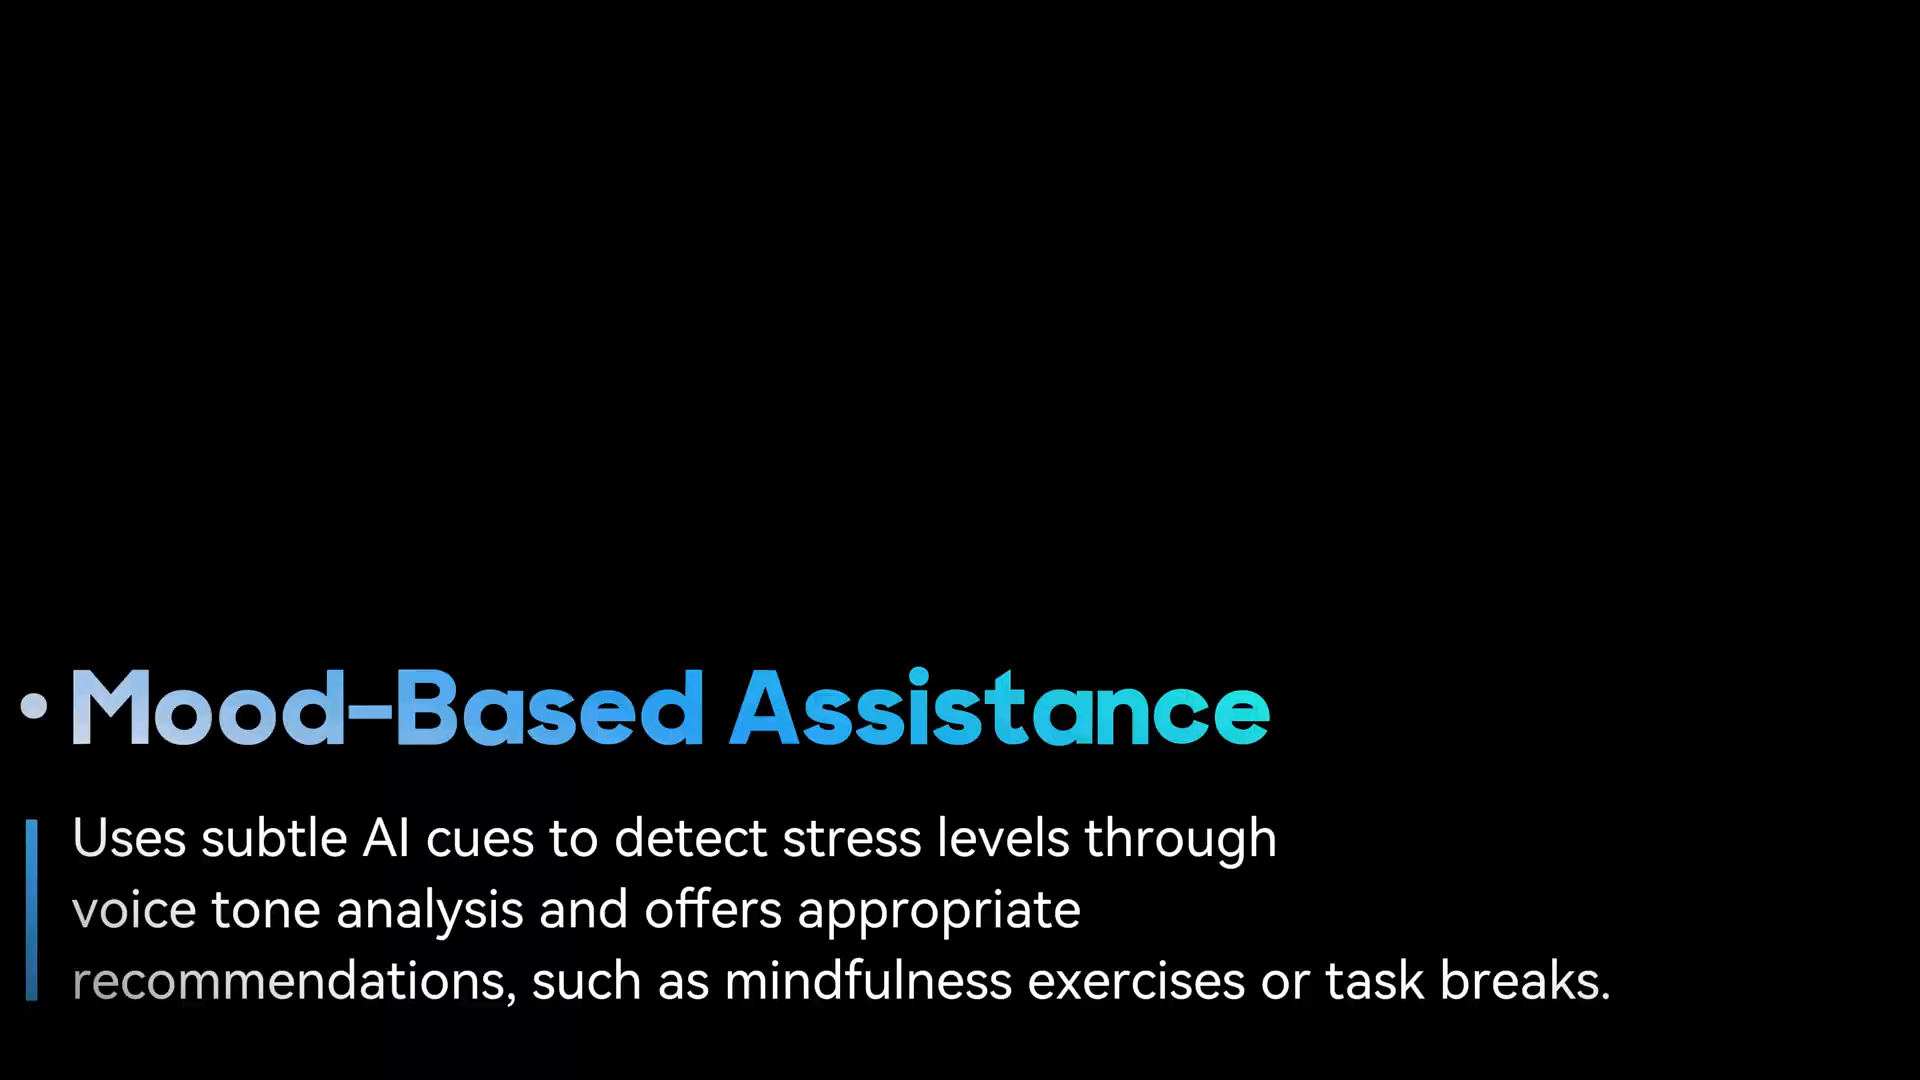 • Mood-Based Assistance
Uses subtle AI cues to detect stress levels through
voice tone analysis and offers appropriate
recommendations, such as mindfulness exercises or task breaks.